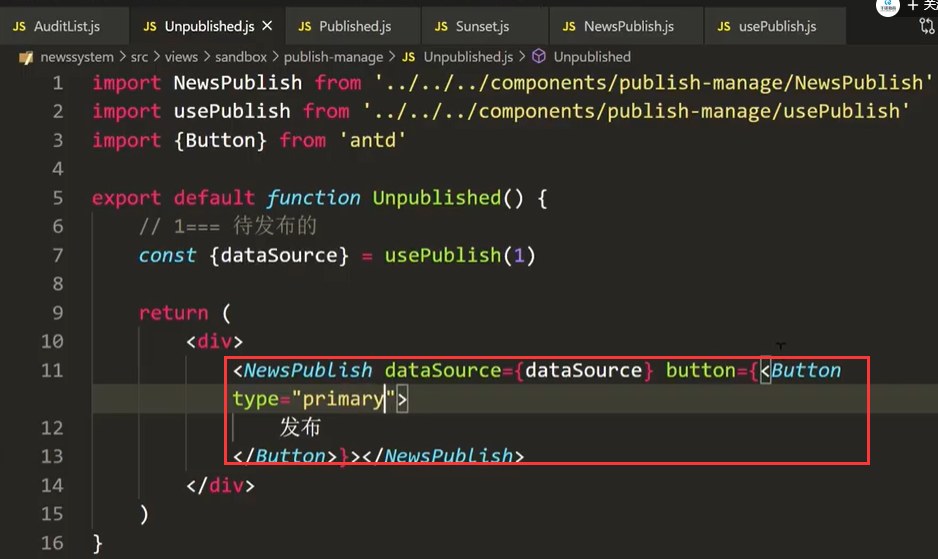 JS AuditList.js JS Unpublished.js × JS Published.js JS Sunset.js JS NewsPublish.js JS usePublish.js
newssystem > src > views > sandbox > publish-manage > JS Unpublished.js > Unpublished
1 import NewsPublish from '../../../components/publish-manage/NewsPublish'
2 import usePublish from '../../../components/publish-manage/usePublish'
3 import {Button} from 'antd'
4
5 export default function Unpublished() {
6 // 1=== 待发布的
7 const {dataSource} = usePublish(1)
8
9 return (
10 <div>
11 <NewsPublish dataSource={dataSource} button={<Button
type="primary">
12 发布
13 </Button>}></NewsPublish>
14 </div>
15 )
16 }